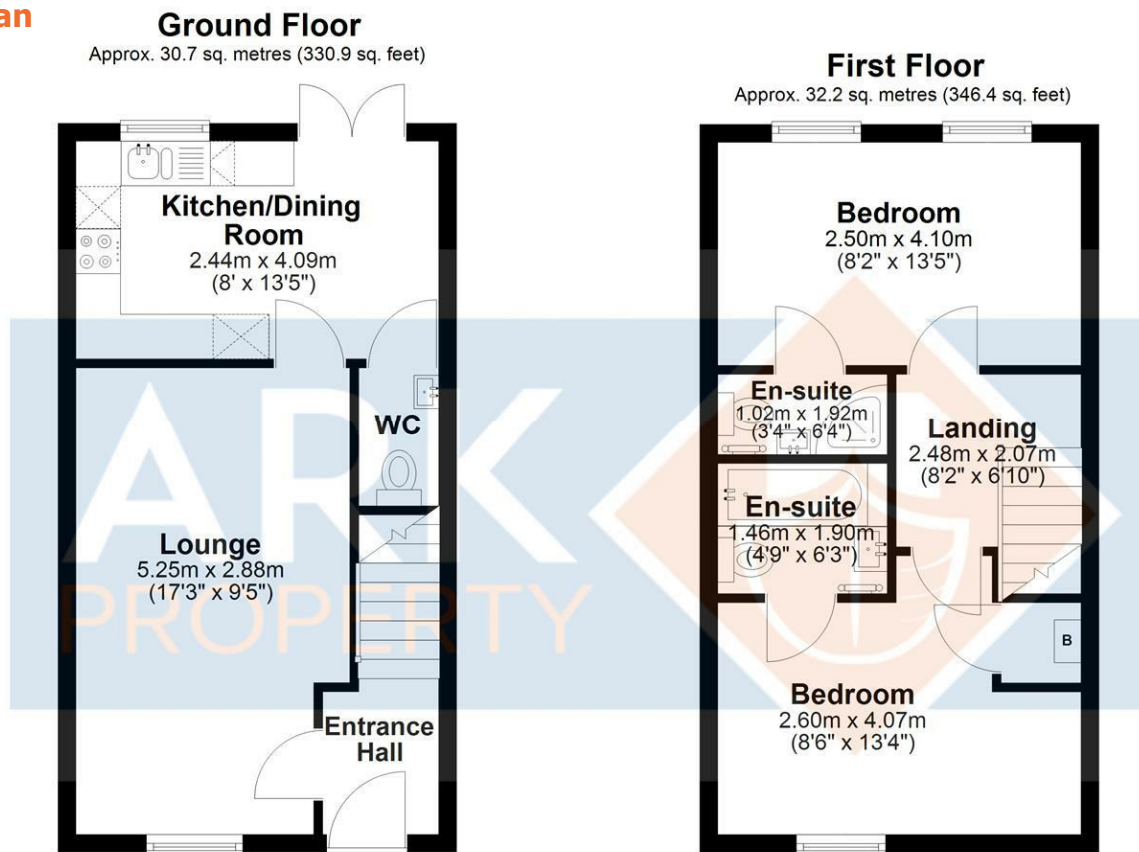 an
Ground Floor
Approx. 30.7 sq. metres (330.9 sq. feet)
Kitchen/Dining
Room
2.44m x 4.09m
(8' x 13'5")
WC
Lounge
5.25m x 2.88m
(17'3" x 9'5")
Entrance
Hall
First Floor
Approx. 32.2 sq. metres (346.4 sq. feet)
Bedroom
2.50m x 4.10m
(8'2" x 13'5")
En-suite
1.02m x 1.92m
(3'4" x 6'4")
Landing
2.48m x 2.07m
(8'2" x 6'10")
En-suite
1.46m x 1.90m
(4'9" x 6'3")
B
Bedroom
2.60m x 4.07m
(8'6" x 13'4")
ARK
PROPERTY